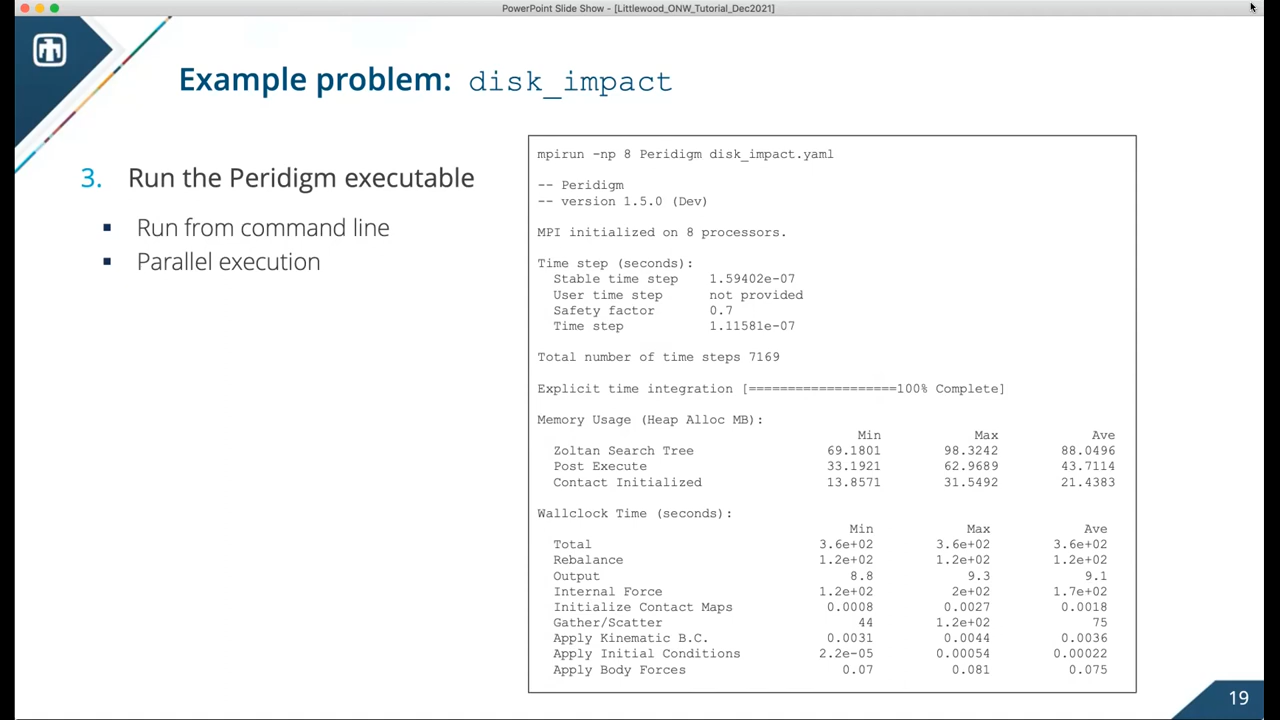 PowerPoint Slide Show - [Littlewood_ONW_Tutorial_Dec2021]
Example problem: disk_impact
3. Run the Peridigm executable
▪ Run from command line
▪ Parallel execution
mpirun -np 8 Peridigm disk_impact.yaml
-- Peridigm
-- version 1.5.0 (Dev)
MPI initialized on 8 processors.
Time step (seconds):
Stable time step 1.59402e-07
User time step not provided
Safety factor 0.7
Time step 1.11581e-07
Total number of time steps 7169
Explicit time integration [===================100% Complete]
Memory Usage (Heap Alloc MB):
Min Max Ave
Zoltan Search Tree 69.1801 98.3242 88.0496
Post Execute 33.1921 62.9689 43.7114
Contact Initialized 13.8571 31.5492 21.4383
Wallclock Time (seconds):
Min Max Ave
Total 3.6e+02 3.6e+02 3.6e+02
Rebalance 1.2e+02 1.2e+02 1.2e+02
Output 8.8 9.3 9.1
Internal Force 1.2e+02 2e+02 1.7e+02
Initialize Contact Maps 0.0008 0.0027 0.0018
Gather/Scatter 44 1.2e+02 75
Apply Kinematic B.C. 0.0031 0.0044 0.0036
Apply Initial Conditions 2.2e-05 0.00054 0.00022
Apply Body Forces 0.07 0.081 0.075
19